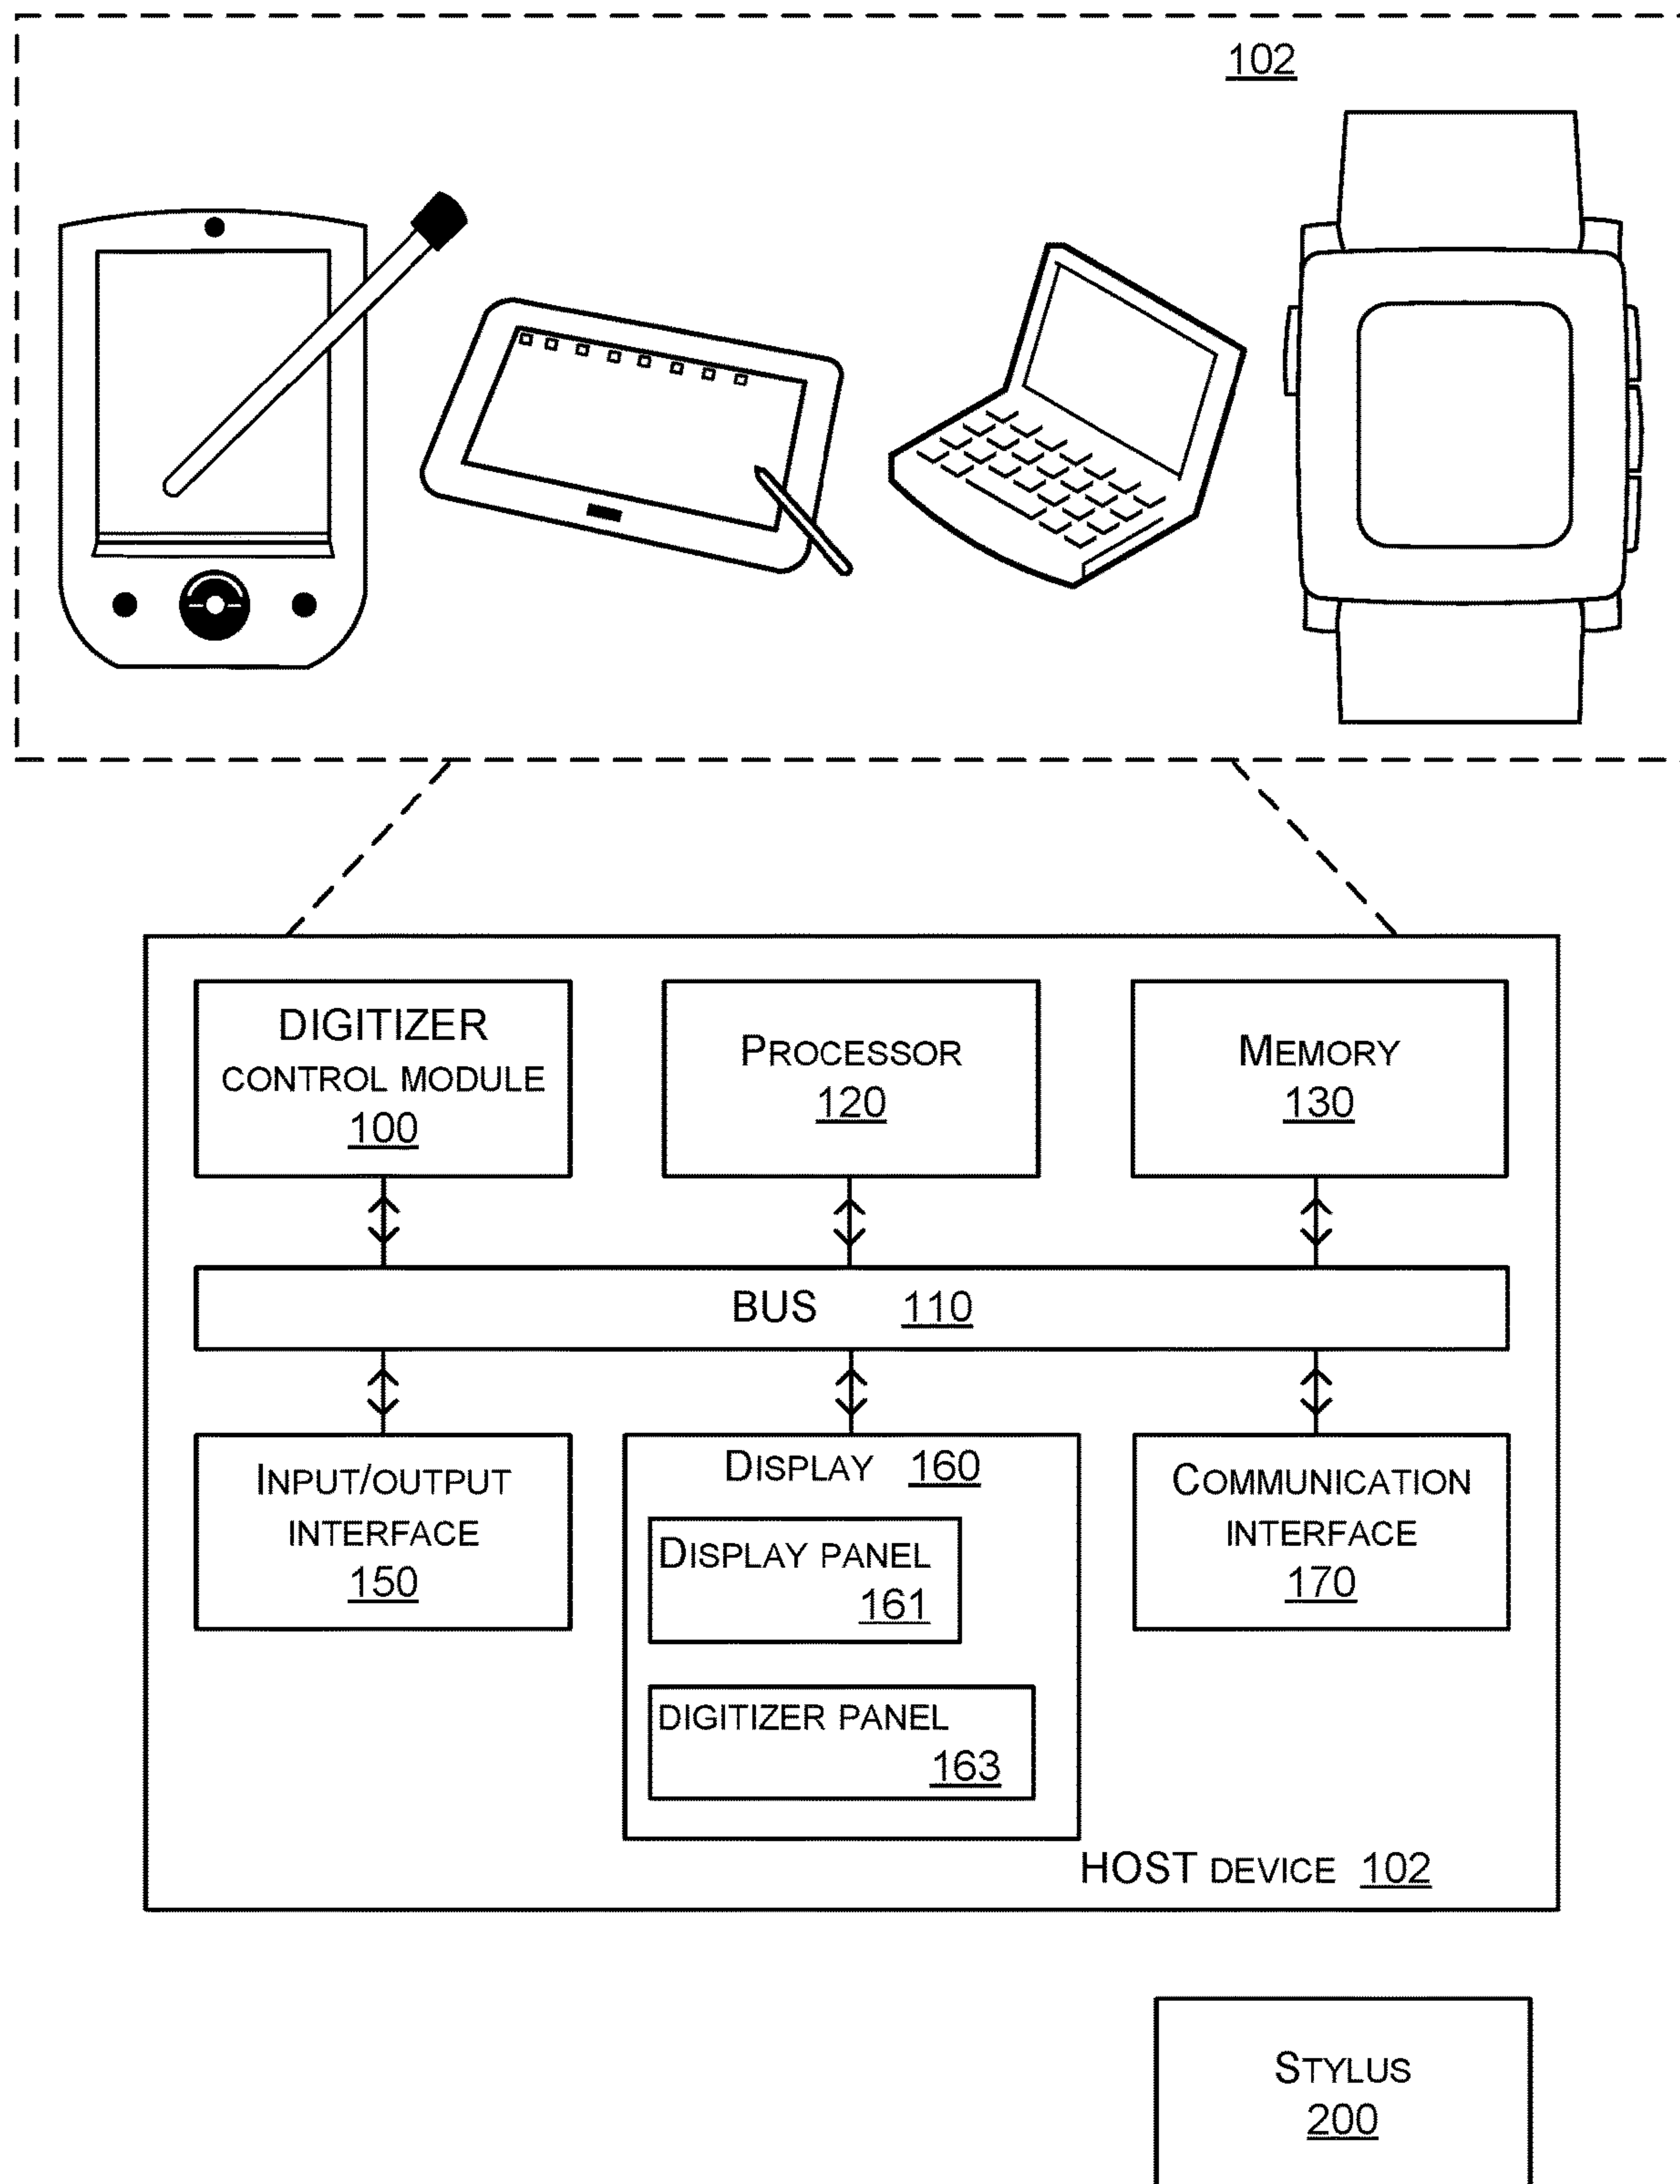 102
DIGITIZER
CONTROL MODULE
100
PROCESSOR
120
MEMORY
130
BUS 110
INPUT/OUTPUT
INTERFACE
150
DISPLAY 160
DISPLAY PANEL
161
DIGITIZER PANEL
163
COMMUNICATION
INTERFACE
170
HOST DEVICE 102
STYLUS
200